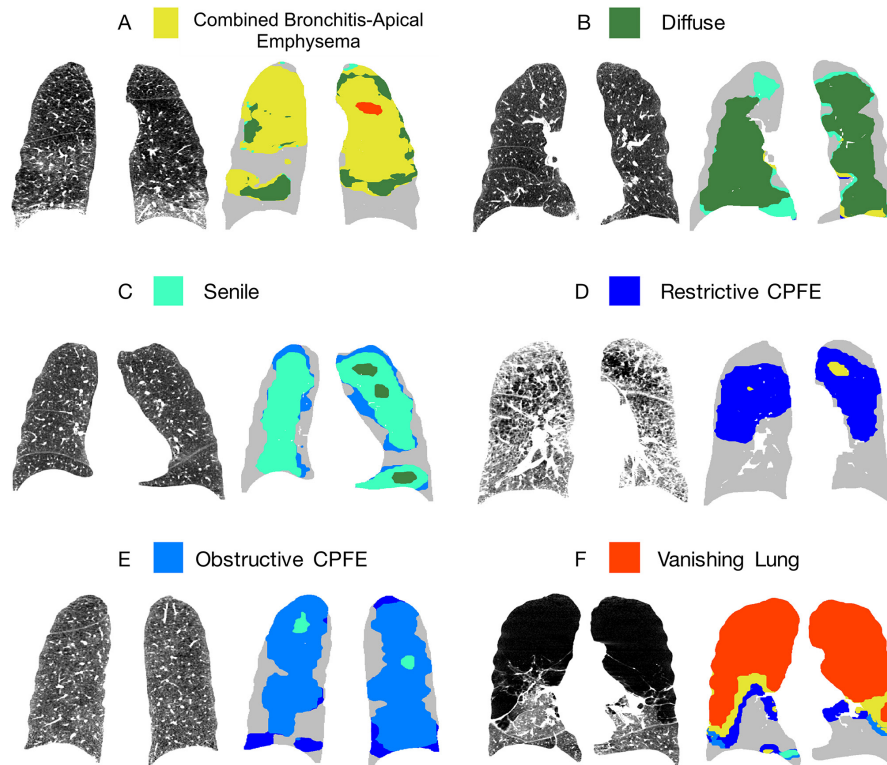 A Combined Bronchitis-Apical
Emphysema
B Diffuse
C Senile
D Restrictive CPFE
E Obstructive CPFE
F Vanishing Lung